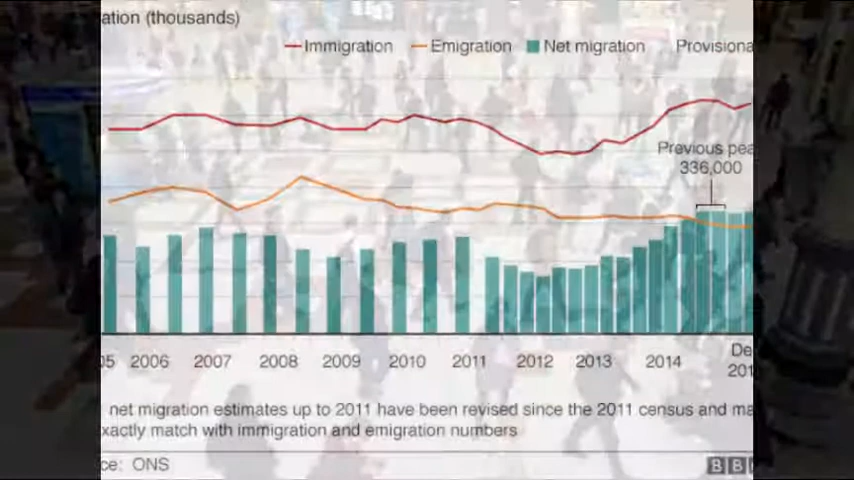 ation (thousands)
Immigration Emigration Net migration Provisiona
Previous pea
336,000
05 2006 2007 2008 2009 2010 2011 2012 2013 2014 De
201
net migration estimates up to 2011 have been revised since the 2011 census and ma
xactly match with immigration and emigration numbers
ce: ONS
BB